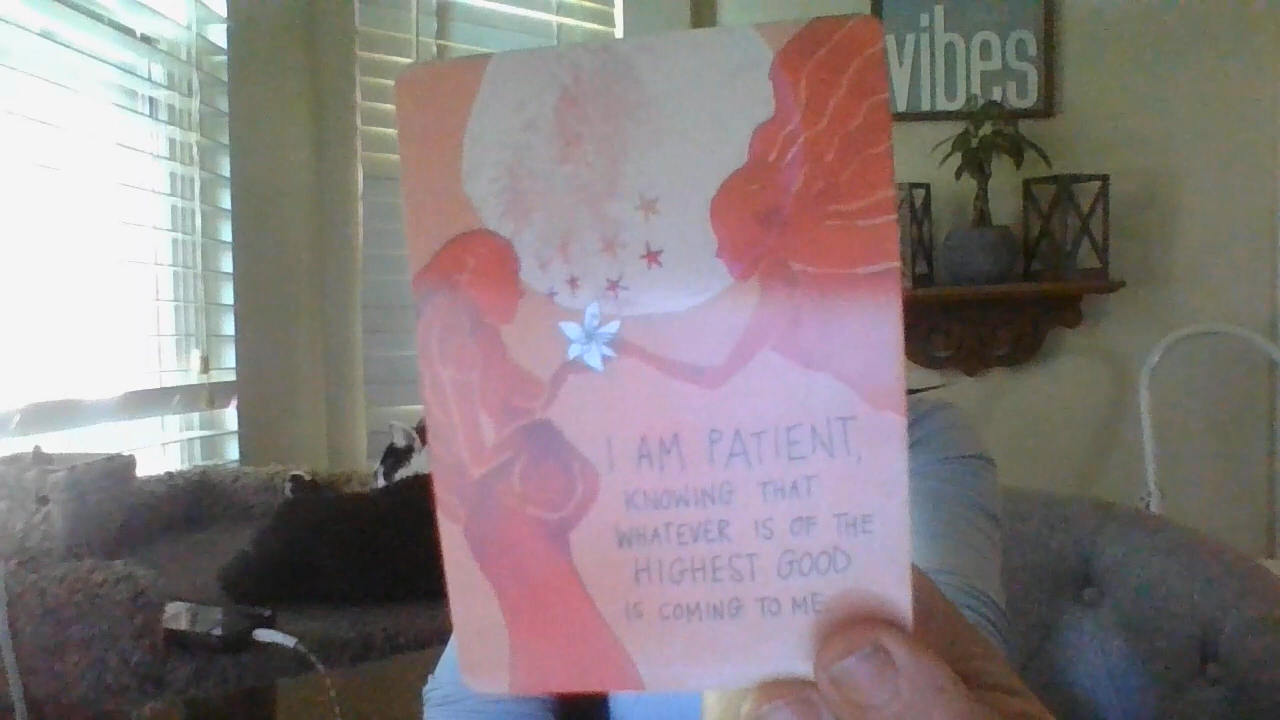 vibes
I AM PATIENT,
KNOWING THAT
WHATEVER IS OF THE
HIGHEST GOOD
IS COMING TO ME